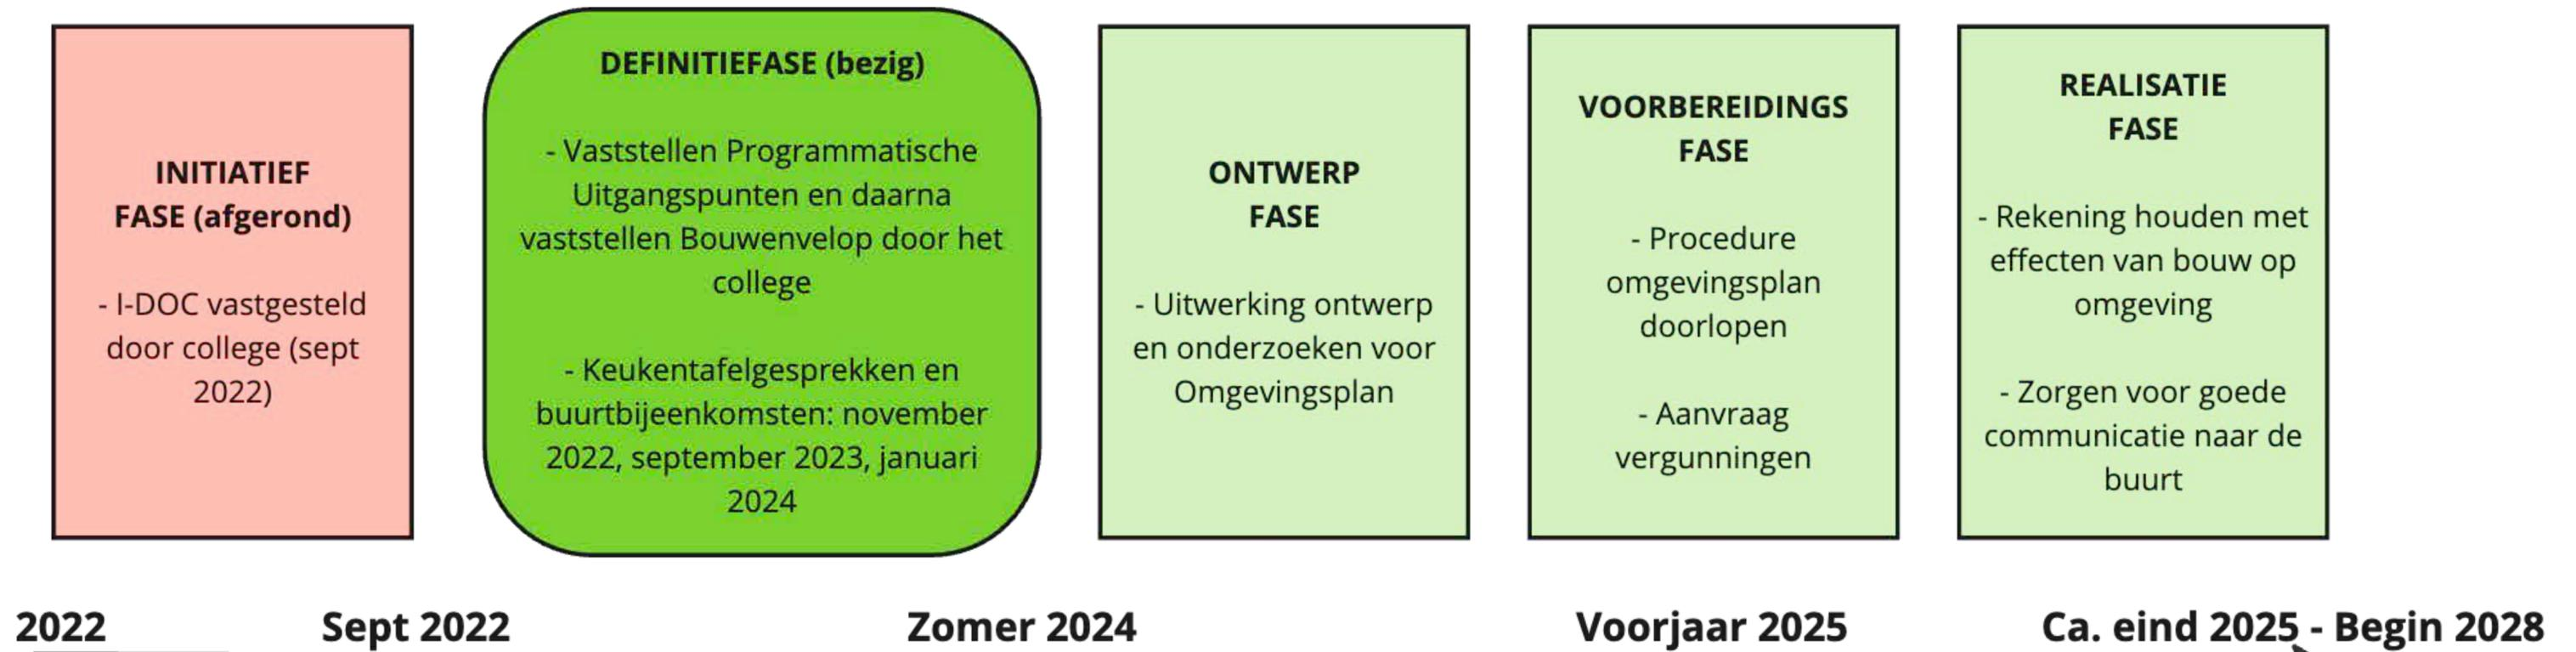 INITIATIEF
FASE (afgerond)
- I-DOC vastgesteld
door college (sept
2022)
DEFINITIEFASE (bezig)
- Vaststellen Programmatische
Uitgangspunten en daarna
vaststellen Bouwenvelop door het
college
- Keukentafelgesprekken en
buurtbijeenkomsten: november
2022, september 2023, januari
2024
ONTWERP
FASE
- Uitwerking ontwerp
en onderzoeken voor
Omgevingsplan
VOORBEREIDINGS
FASE
- Procedure
omgevingsplan
doorlopen
- Aanvraag
vergunningen
REALISATIE
FASE
- Rekening houden met
effecten van bouw op
omgeving
- Zorgen voor goede
communicatie naar de
buurt
2022
Sept 2022
Zomer 2024
Voorjaar 2025
Ca. eind 2025 - Begin 2028